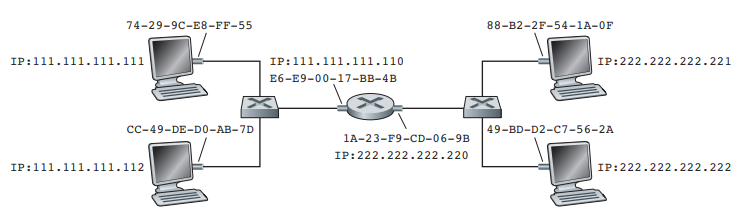 74-29-9C-E8-FF-55
88-B2-2F-54-1A-0F
IP:111.111.111.111
IP:111.111.111.110
IP:222.222.222.221
E6-E9-00-17-BB-4B
CC-49-DE-D0-AB-7D
1A-23-F9-CD-06-9B
49-BD-D2-C7-56-2A
IP:222.222.222.220
IP:111.111.111.112
IP:222.222.222.222